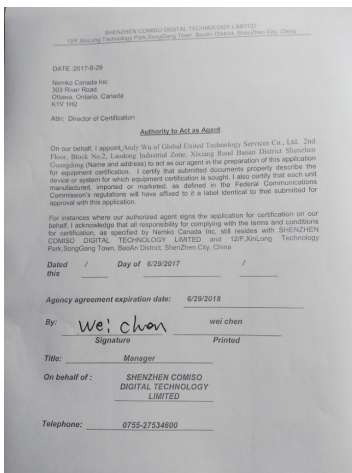 SHENZHEN COMISO DIGITAL TECHNOLOGY LIMITED
12/F,XinLong Technology Park,SongGang Town, BaoAn District, ShenZhen City, China
DATE :2017-6-29
Nemko Canada Inc
303 River Road
Ottawa, Ontario, Canada
K1V 1H2
Attn: Director of Certification
Authority to Act as Agent
On our behalf, I appoint Andy Wu of Global United Technology Services Co., Ltd. 2nd
Floor, Block No.2, Laodong Industrial Zone, Xixiang Road Baoan District Shenzhen
Guangdong (Name and address) to act as our agent in the preparation of this application
for equipment certification. I certify that submitted documents properly describe the
device or system for which equipment certification is sought. I also certify that each unit
manufactured, imported or marketed, as defined in the Federal Communications
Commission's regulations will have affixed to it a label identical to that submitted for
approval with this application.
For instances where our authorized agent signs the application for certification on our
behalf, I acknowledge that all responsibility for complying with the terms and conditions
for certification, as specified by Nemko Canada Inc, still resides with SHENZHEN
COMISO DIGITAL TECHNOLOGY LIMITED and 12/F,XinLong Technology
Park,SongGang Town, BaoAn District, ShenZhen City, China
Dated / Day of 6/29/2017 /
this
Agency agreement expiration date: 6/29/2018
By: wei chen wei chen
Signature Printed
Title: Manager
On behalf of : SHENZHEN COMISO
DIGITAL TECHNOLOGY
LIMITED
Telephone: 0755-27534600